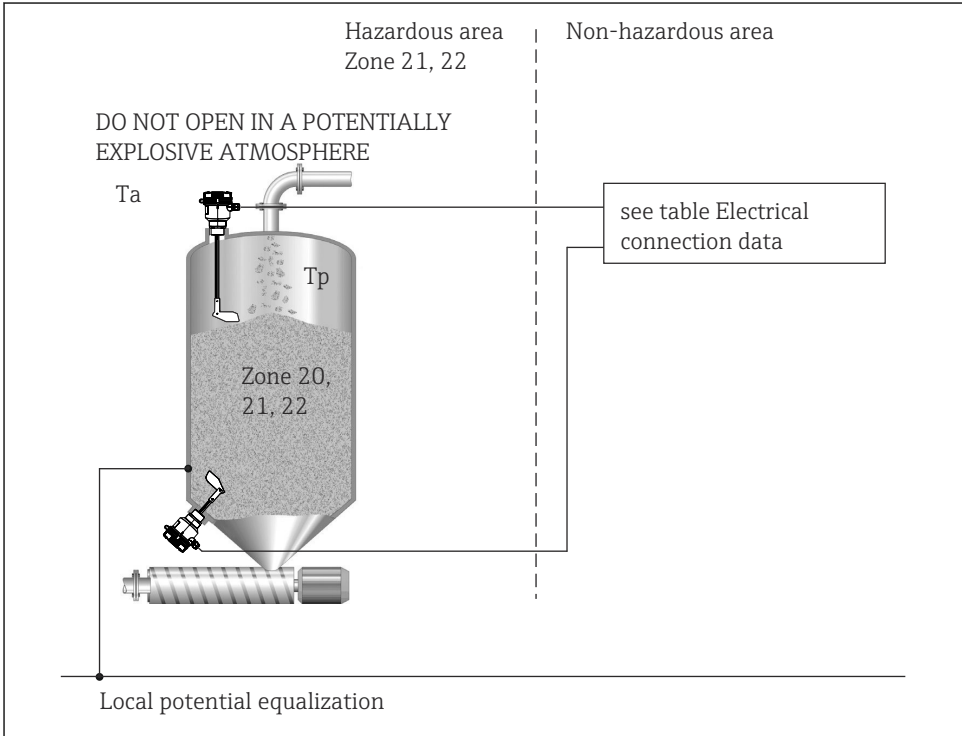 Hazardous area
Zone 21, 22
Non-hazardous area
DO NOT OPEN IN A POTENTIALLY
EXPLOSIVE ATMOSPHERE
Ta
see table Electrical
connection data
Tp
Zone 20,
21, 22
Local potential equalization